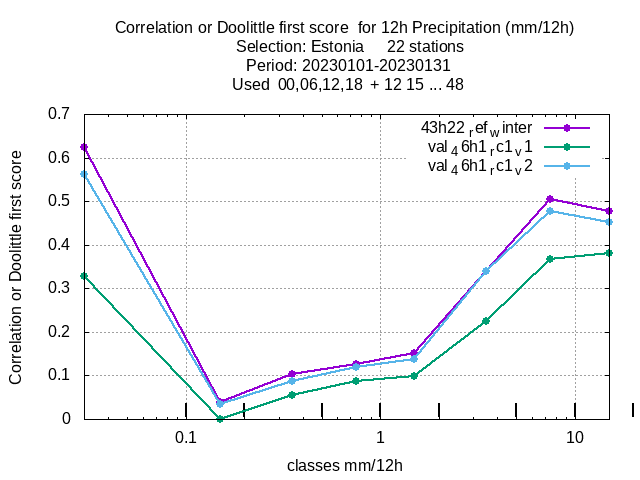 Correlation or Doolittle first score  for 12h Precipitation (mm/12h)
Selection: Estonia     22 stations
Period: 20230101-20230131
Used  00,06,12,18  + 12 15 ... 48
0.7
0.6
0.5
0.4
0.3
0.2
0.1
0
Correlation or Doolittle first score
43h22_ref_winter
val_46h1_rc1_v1
val_46h1_rc1_v2
0.1
1
10
classes mm/12h